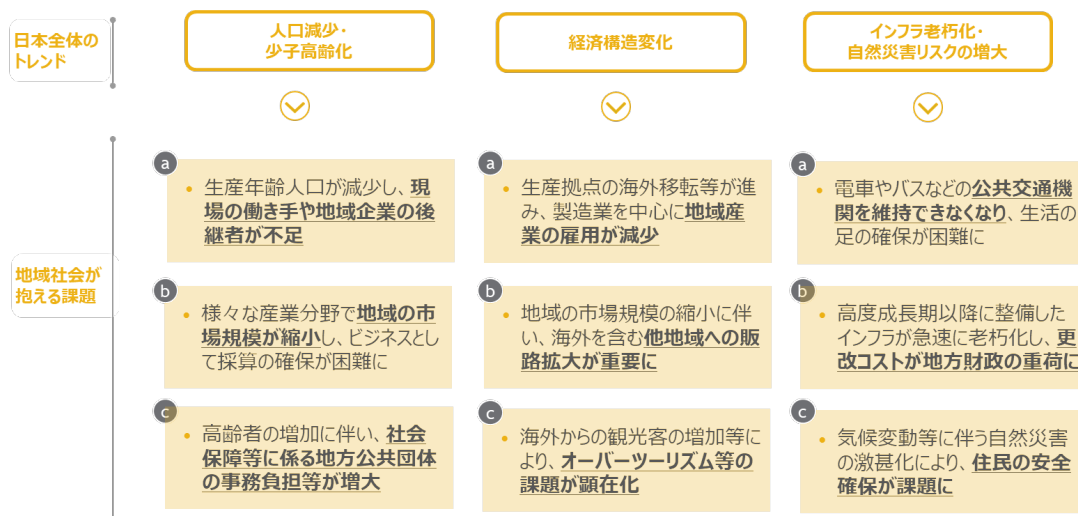 日本全体の
トレンド
人口減少・
少子高齢化
経済構造変化
インフラ老朽化・
自然災害リスクの増大
地域社会が
抱える課題
a
• 生産年齢人口が減少し、現
場の働き手や地域企業の後
継者が不足
b
• 様々な産業分野で地域の市
場規模が縮小し、ビジネスとし
て採算の確保が困難に
c
• 高齢者の増加に伴い、社会
保障等に係る地方公共団体
の事務負担等が増大
a
• 生産拠点の海外移転等が進
み、製造業を中心に地域産
業の雇用が減少
b
• 地域の市場規模の縮小に伴
い、海外を含む他地域への販
路拡大が重要に
c
• 海外からの観光客の増加等に
より、オーバーツーリズム等の
課題が顕在化
a
• 電車やバスなどの公共交通機
関を維持できなくなり、生活の
足の確保が困難に
b
• 高度成長期以降に整備した
インフラが急速に老朽化し、更
改コストが地方財政の重荷に
c
• 気候変動等に伴う自然災害
の激甚化により、住民の安全
確保が課題に